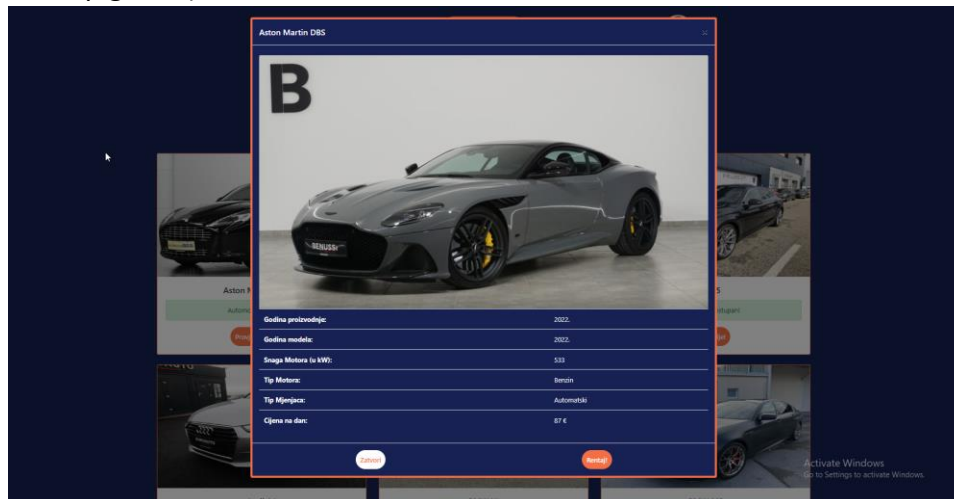 Aston Martin DBS
B
BENUSSI
Godina proizvodnje: 2022.
Godina modela: 2022.
Snaga Motora (u kW): 533
Tip Motora: Benzin
Tip Mjenjaca: Automatski
Cijena na dan: 87 €
Zatvori Rentaj!
Aston
Activate Windows
Go to Settings to activate Windows.